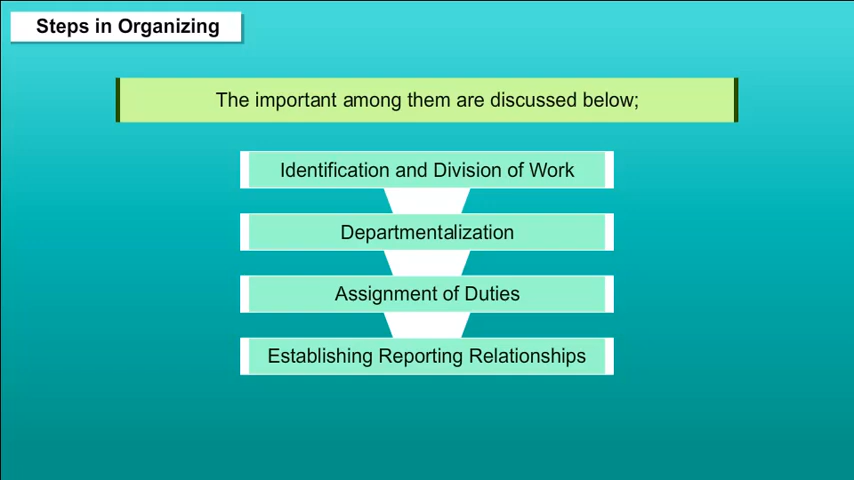 Steps in Organizing
The important among them are discussed below;
Identification and Division of Work
Departmentalization
Assignment of Duties
Establishing Reporting Relationships